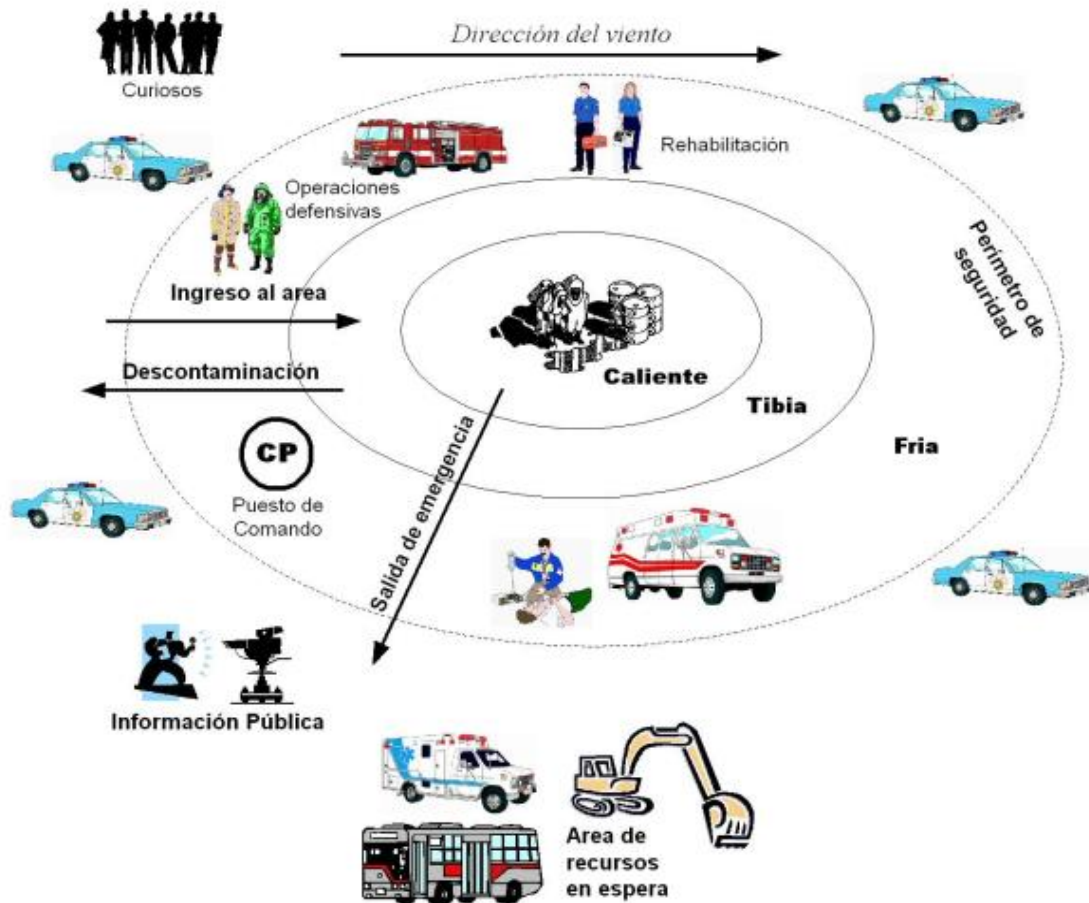 Dirección del viento
Curiosos
Rehabilitación
Operaciones
defensivas
Perímetro de
seguridad
Ingreso al area
Caliente
Descontaminación
Tibia
Fria
CP
Puesto de
Comando
Salida de emergencia
Información Pública
Area de
recursos
en espera